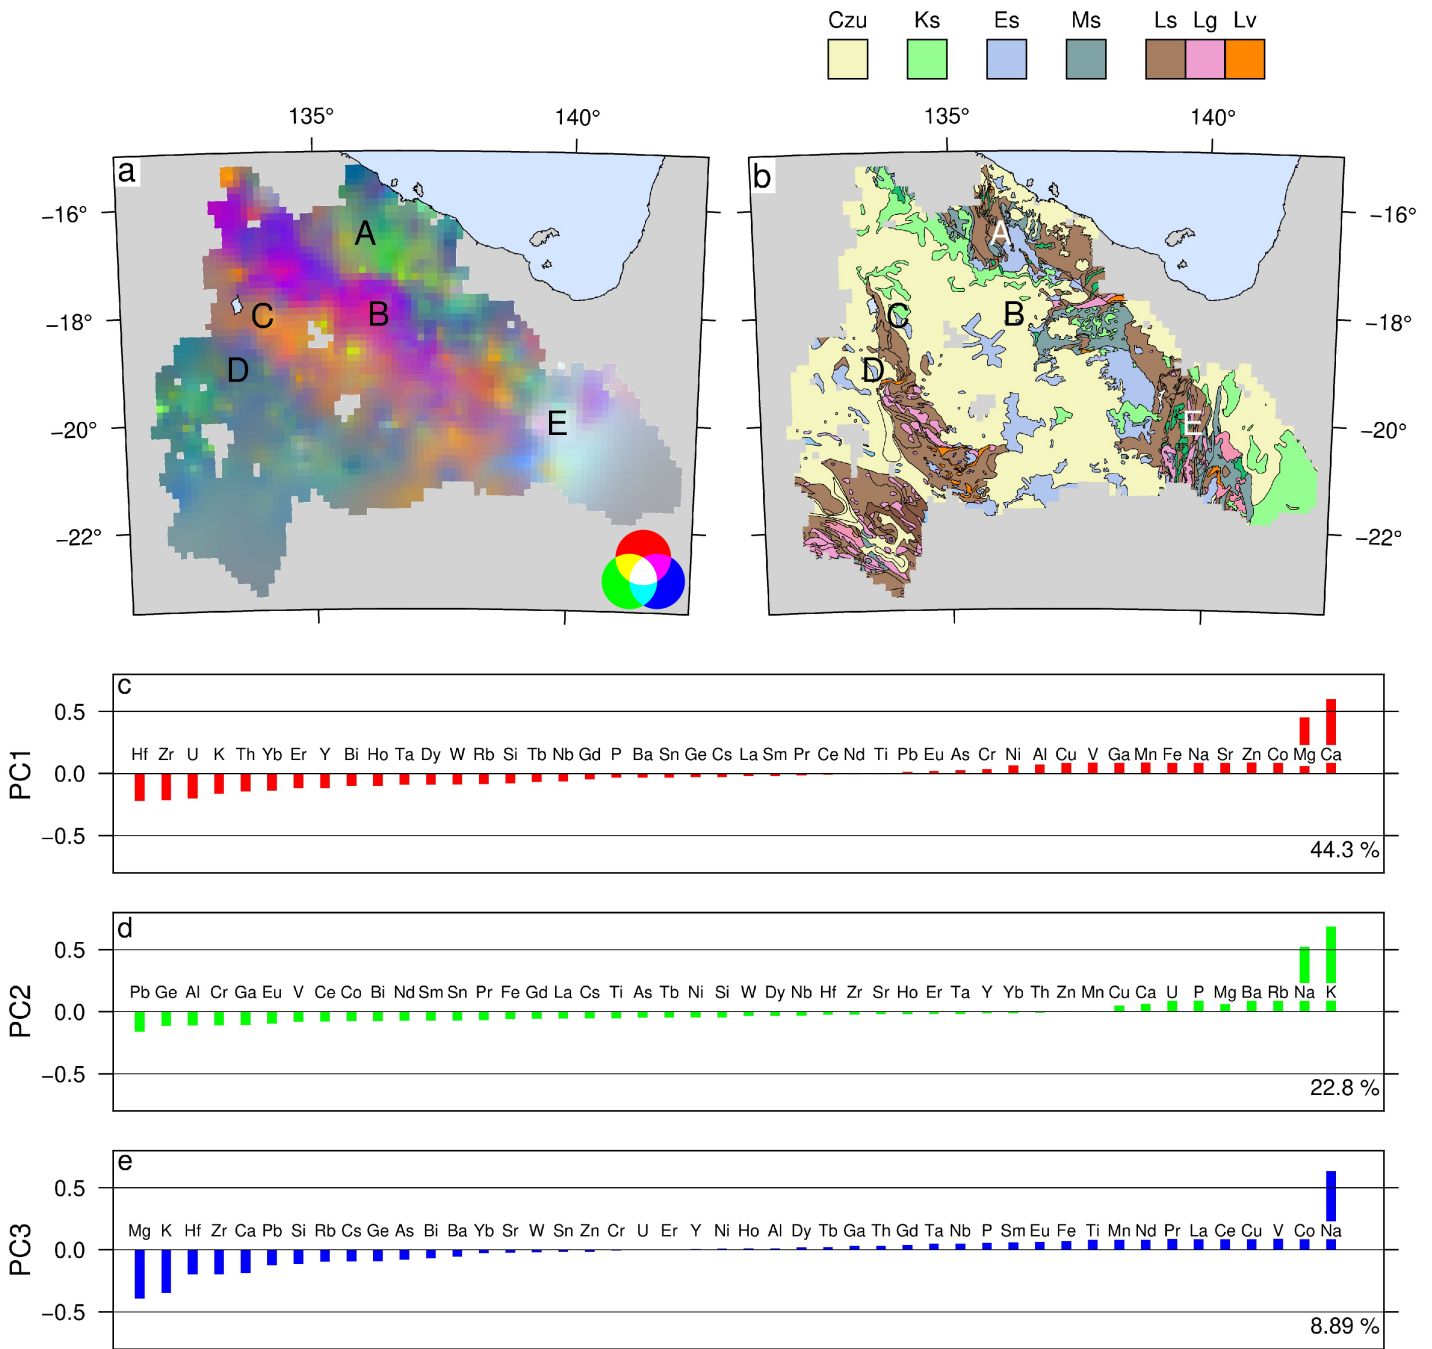 Czu Ks Es Ms Ls Lg Lv
135° 140° 135° 140°
a b
−16° −16°
−18° −18°
−20° −20°
−22° −22°
A B C D E
A B C D E
c
PC1
0.5
Hf Zr U K Th Yb Er Y Bi Ho Ta Dy W Rb Si Tb Nb Gd P Ba Sn Ge Cs La Sm Pr Ce Nd Ti Pb Eu As Cr Ni Al Cu V Ga Mn Fe Na Sr Zn Co Mg Ca
0.0
−0.5
44.3 %
d
PC2
0.5
Pb Ge Al Cr Ga Eu V Ce Co Bi Nd Sm Sn Pr Fe Gd La Cs Ti As Tb Ni Si W Dy Nb Hf Zr Sr Ho Er Ta Y Yb Th Zn Mn Cu Ca U P Mg Ba Rb Na K
0.0
−0.5
22.8 %
e
PC3
0.5
Mg K Hf Zr Ca Pb Si Rb Cs Ge As Bi Ba Yb Sr W Sn Zn Cr U Er Y Ni Ho Al Dy Tb Ga Th Gd Ta Nb P Sm Eu Fe Ti Mn Nd Pr La Ce Cu V Co Na
0.0
−0.5
8.89 %